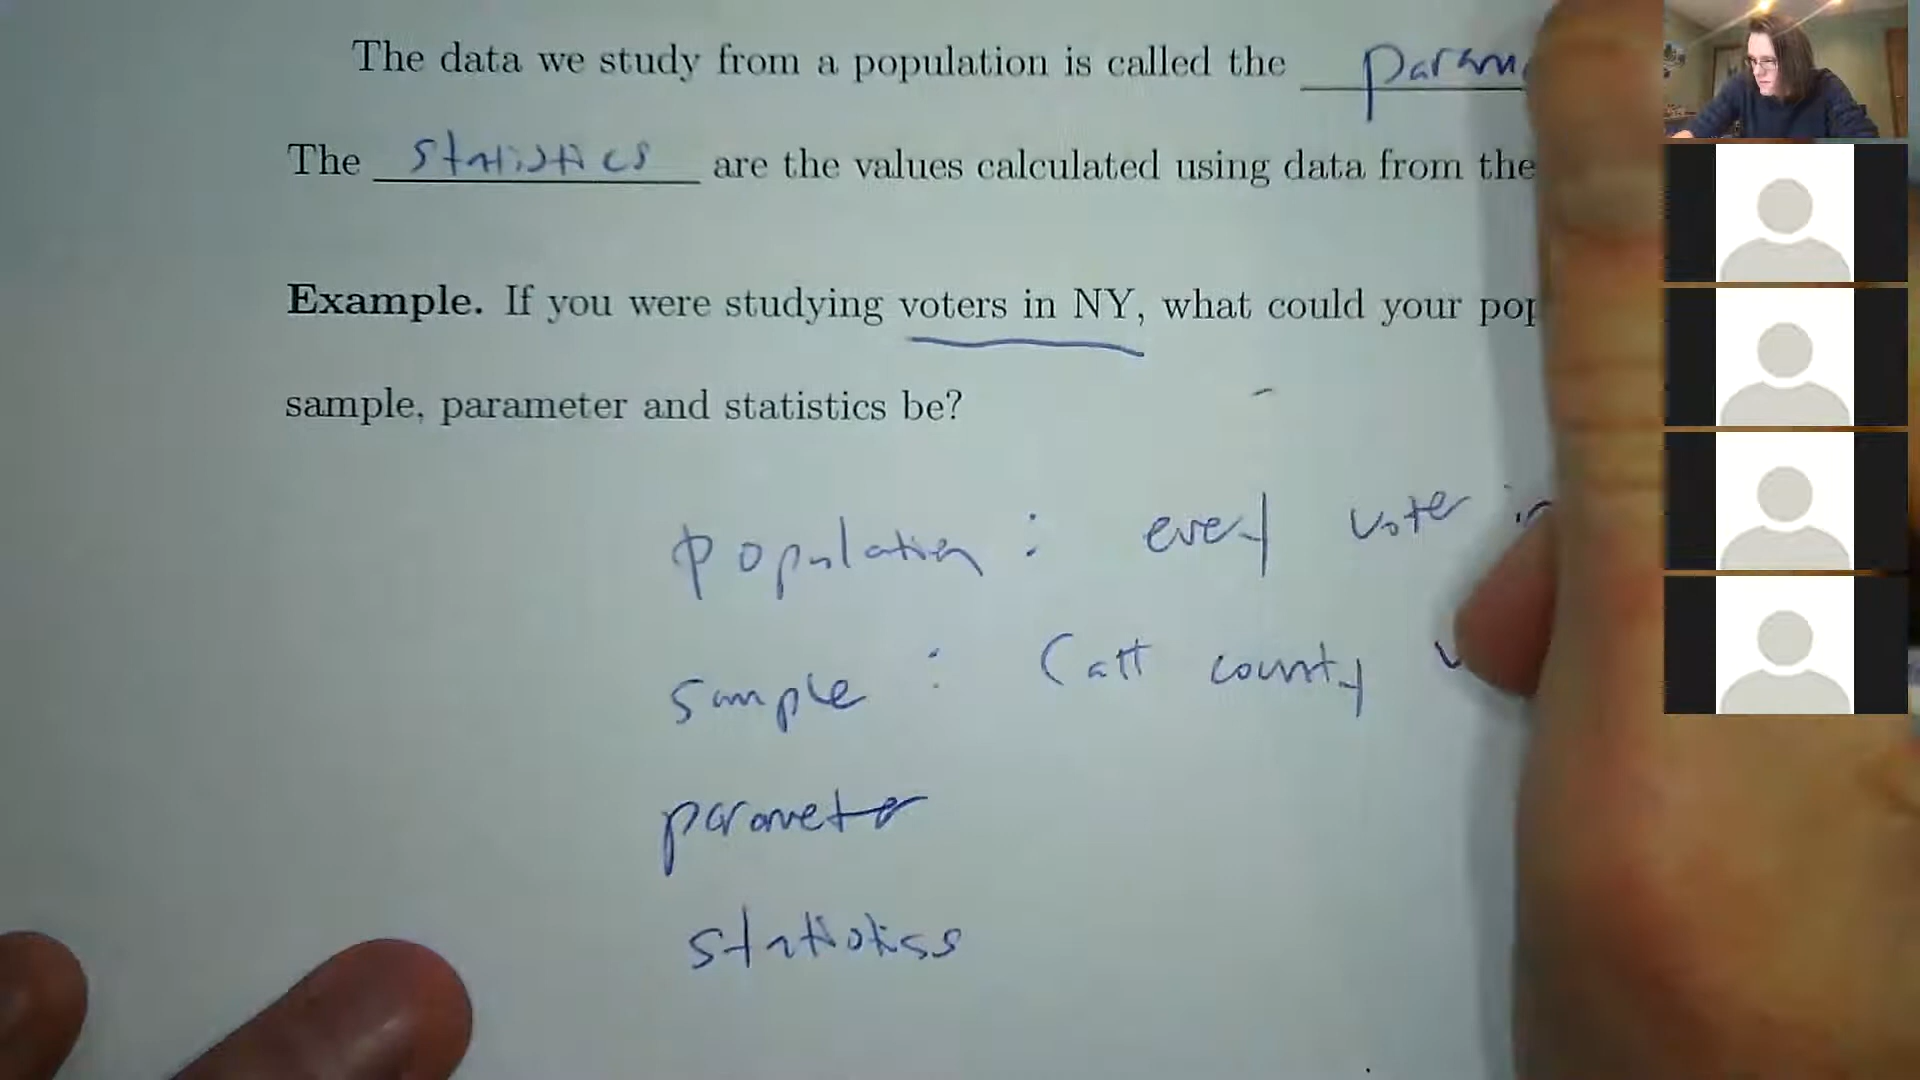 The data we study from a population is called the param
The statistics are the values calculated using data from the
Example. If you were studying voters in NY, what could your pop
sample, parameter and statistics be?
population : every voter in
sample : Catt county
parameter
statistiss